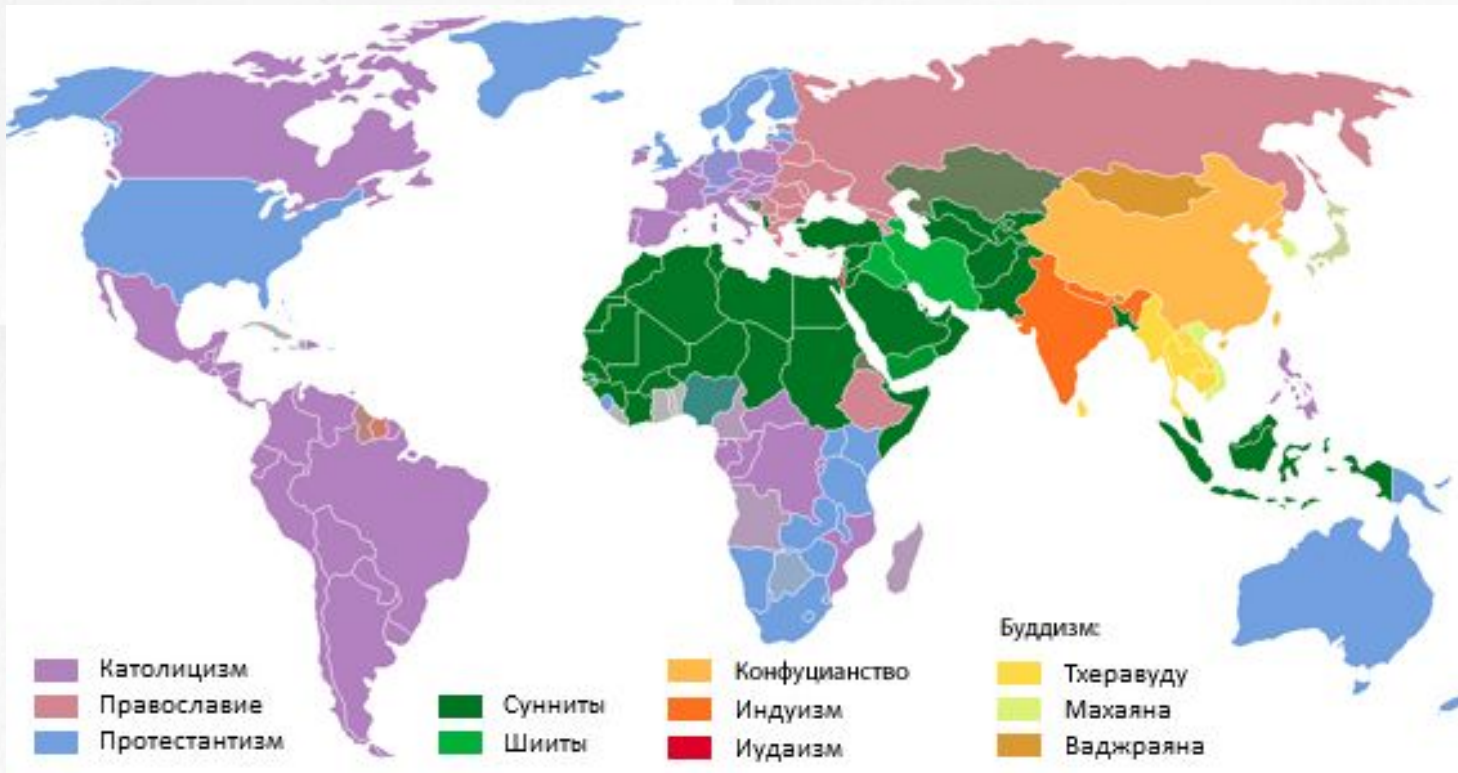 Католицизм
Православие
Протестантизм
Сунниты
Шииты
Конфуцианство
Индуизм
Иудаизм
Буддизм:
Тхеравуду
Махаяна
Ваджраяна